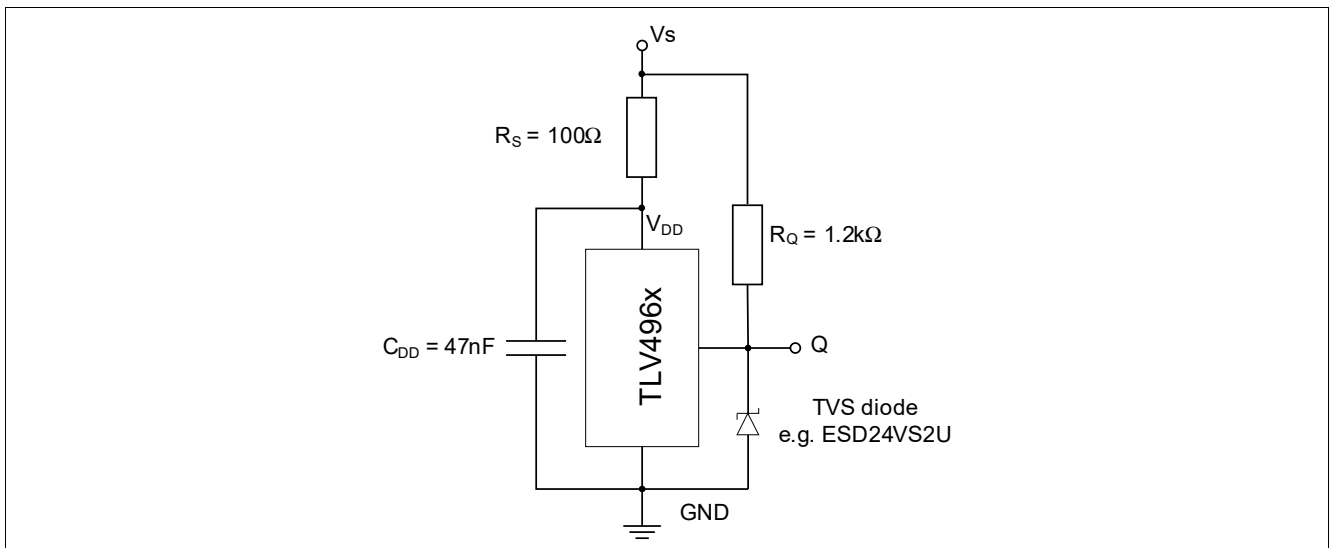 Vs
RS = 100Ω
VDD
RQ = 1.2kΩ
TLV496x
CDD = 47nF
Q
TVS diode
e.g. ESD24VS2U
GND